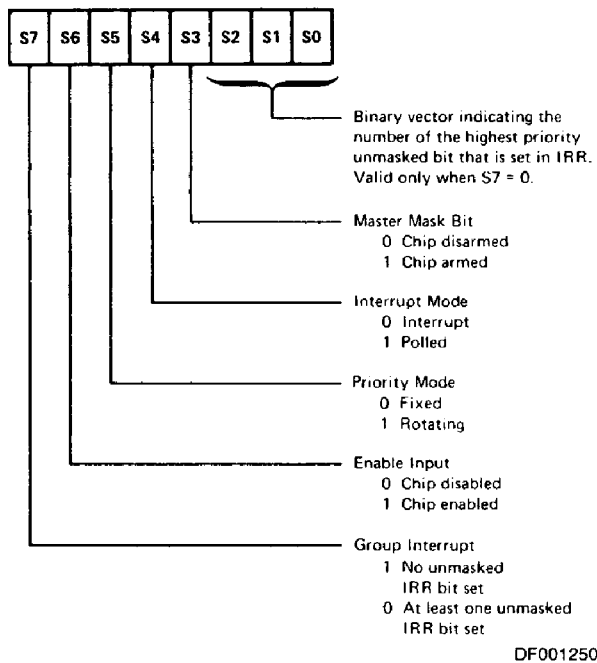 S7 S6 S5 S4 S3 S2 S1 S0
Binary vector indicating the
number of the highest priority
unmasked bit that is set in IRR.
Valid only when S7 = 0.
Master Mask Bit
0 Chip disarmed
1 Chip armed
Interrupt Mode
0 Interrupt
1 Polled
Priority Mode
0 Fixed
1 Rotating
Enable Input
0 Chip disabled
1 Chip enabled
Group Interrupt
1 No unmasked
IRR bit set
0 At least one unmasked
IRR bit set
DF001250